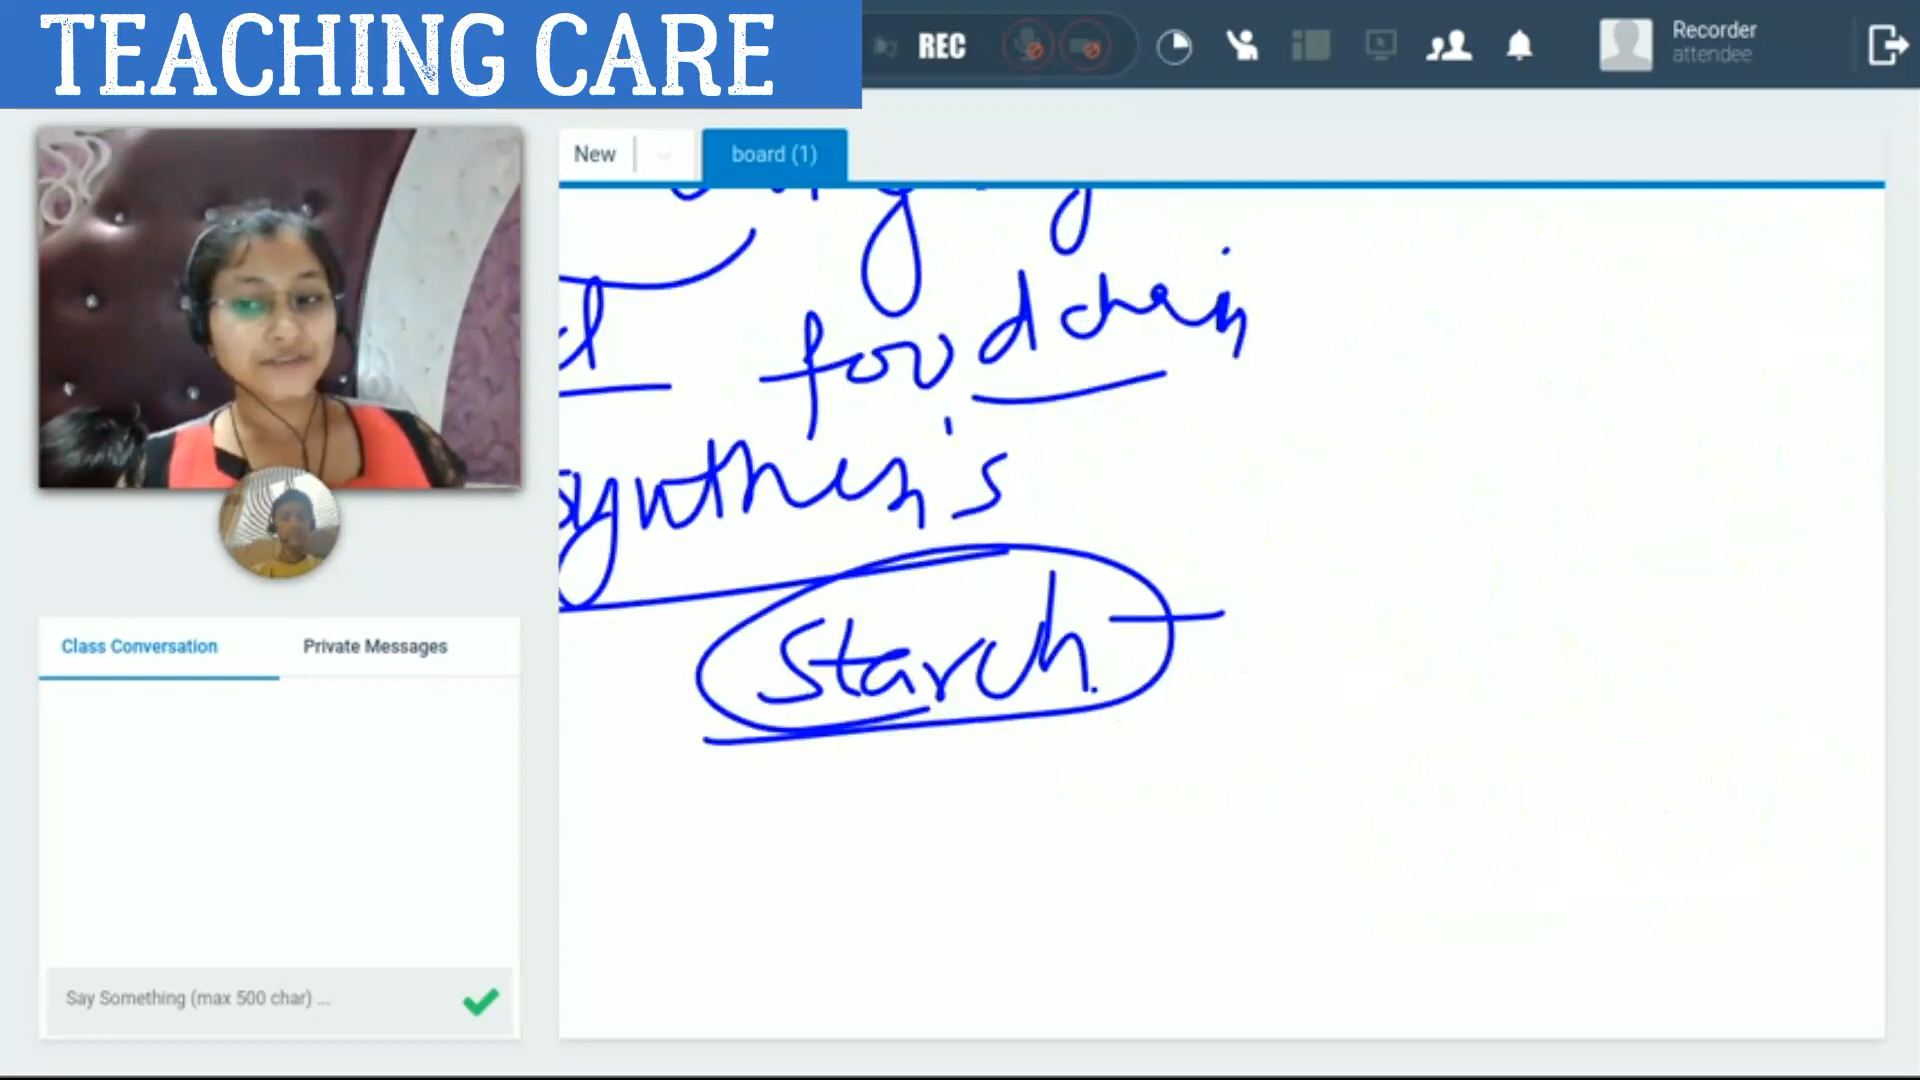 TEACHING CARE
REC
Recorder
attendee
New
board (1)
food chain
synthesis
starch
Class Conversation
Private Messages
Say Something (max 500 char) ...